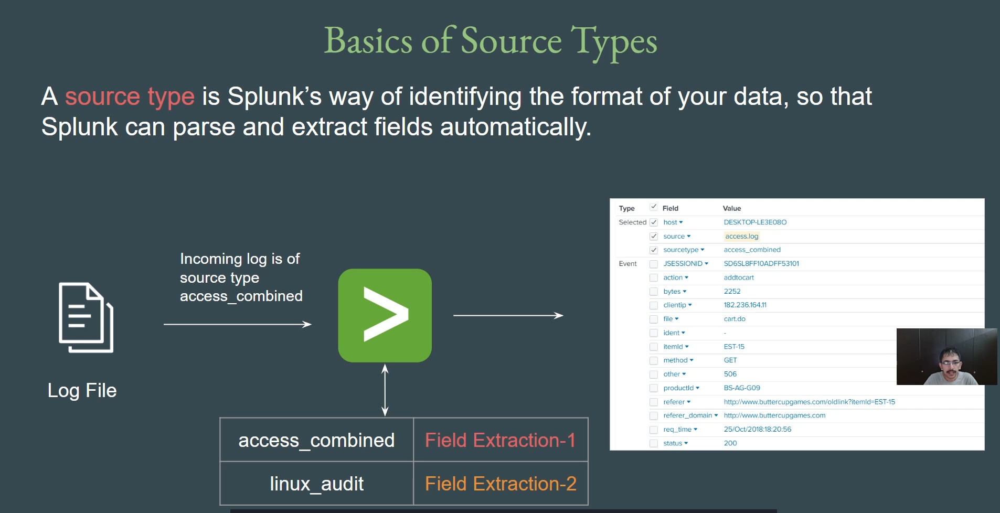 Basics of Source Types
A source type is Splunk’s way of identifying the format of your data, so that
Splunk can parse and extract fields automatically.
Incoming log is of
source type
access_combined
Log File
access_combined Field Extraction-1
linux_audit Field Extraction-2
Type Field Value
Selected host DESKTOP-LE3E08O
source access.log
sourcetype access_combined
Event JSESSIONID SD6SL8FF10ADFF53101
action addtocart
bytes 2252
clientip 182.236.164.11
file cart.do
ident -
itemId EST-15
method GET
other 506
productId BS-AG-G09
referer http://www.buttercupgames.com/oldlink?itemId=EST-15
referer_domain http://www.buttercupgames.com
req_time 25/Oct/2018:18:20:56
status 200